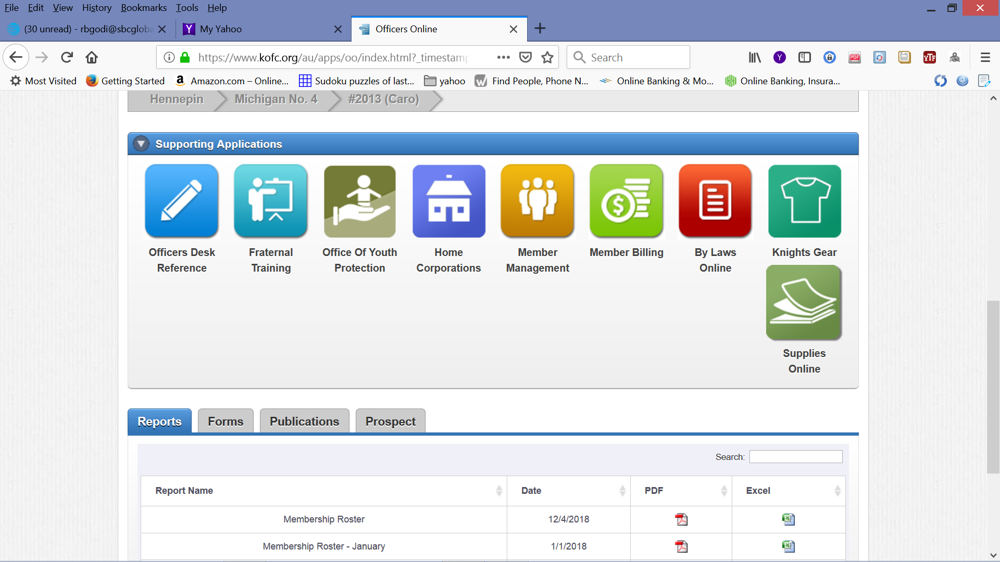 File Edit View History Bookmarks Tools Help
(30 unread) - rbgodi@sbcgloba
Y My Yahoo
Officers Online
https://www.kofc.org/au/apps/oo/index.html?_timestamp
Search
Y
PDF
YTF
Most Visited
Getting Started
a Amazon.com – Online...
Sudoku puzzles of last...
yahoo
W Find People, Phone N...
Online Banking & Mo...
Online Banking, Insura...
Hennepin
Michigan No. 4
#2013 (Caro)
Supporting Applications
$
Officers Desk
Reference
Fraternal
Training
Office Of Youth
Protection
Home
Corporations
Member
Management
Member Billing
By Laws
Online
Knights Gear
Supplies
Online
Reports
Forms
Publications
Prospect
Search:
Report Name Date PDF Excel
Membership Roster 12/4/2018
Membership Roster - January 1/1/2018